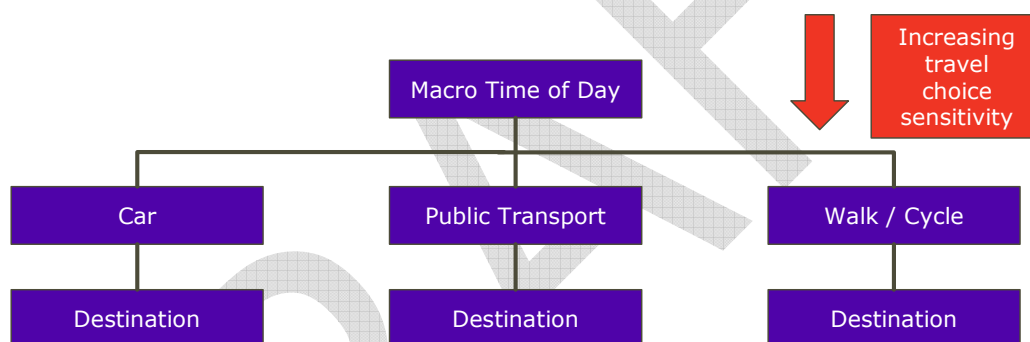 Increasing
travel
choice
sensitivity
Macro Time of Day
Car
Public Transport
Walk / Cycle
Destination
Destination
Destination